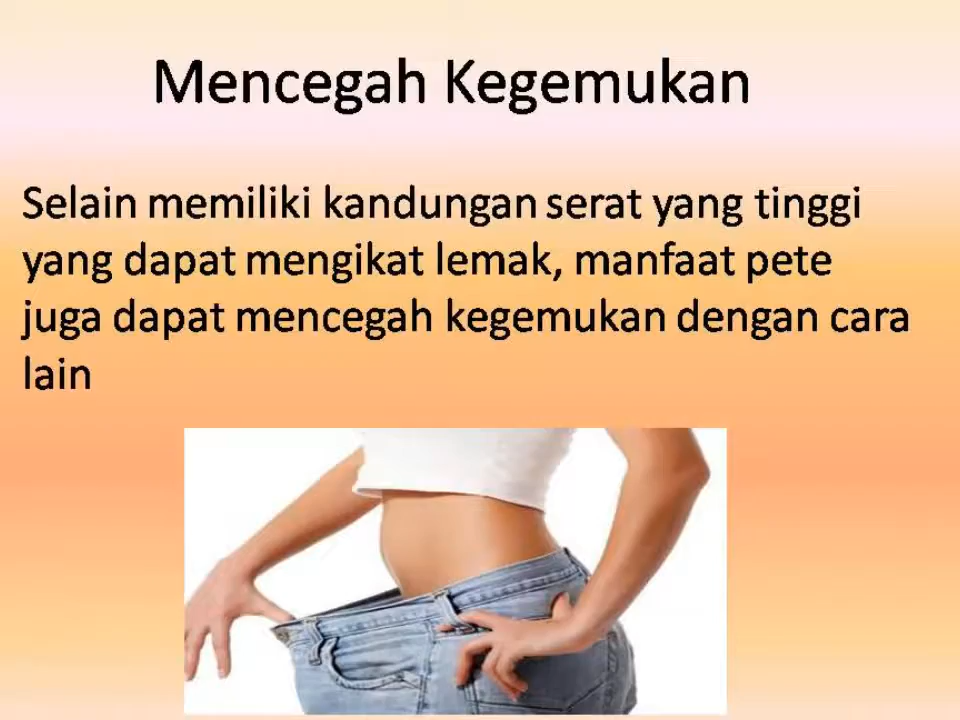 Mencegah Kegemukan
Selain memiliki kandungan serat yang tinggi
yang dapat mengikat lemak, manfaat pete
juga dapat mencegah kegemukan dengan cara
lain